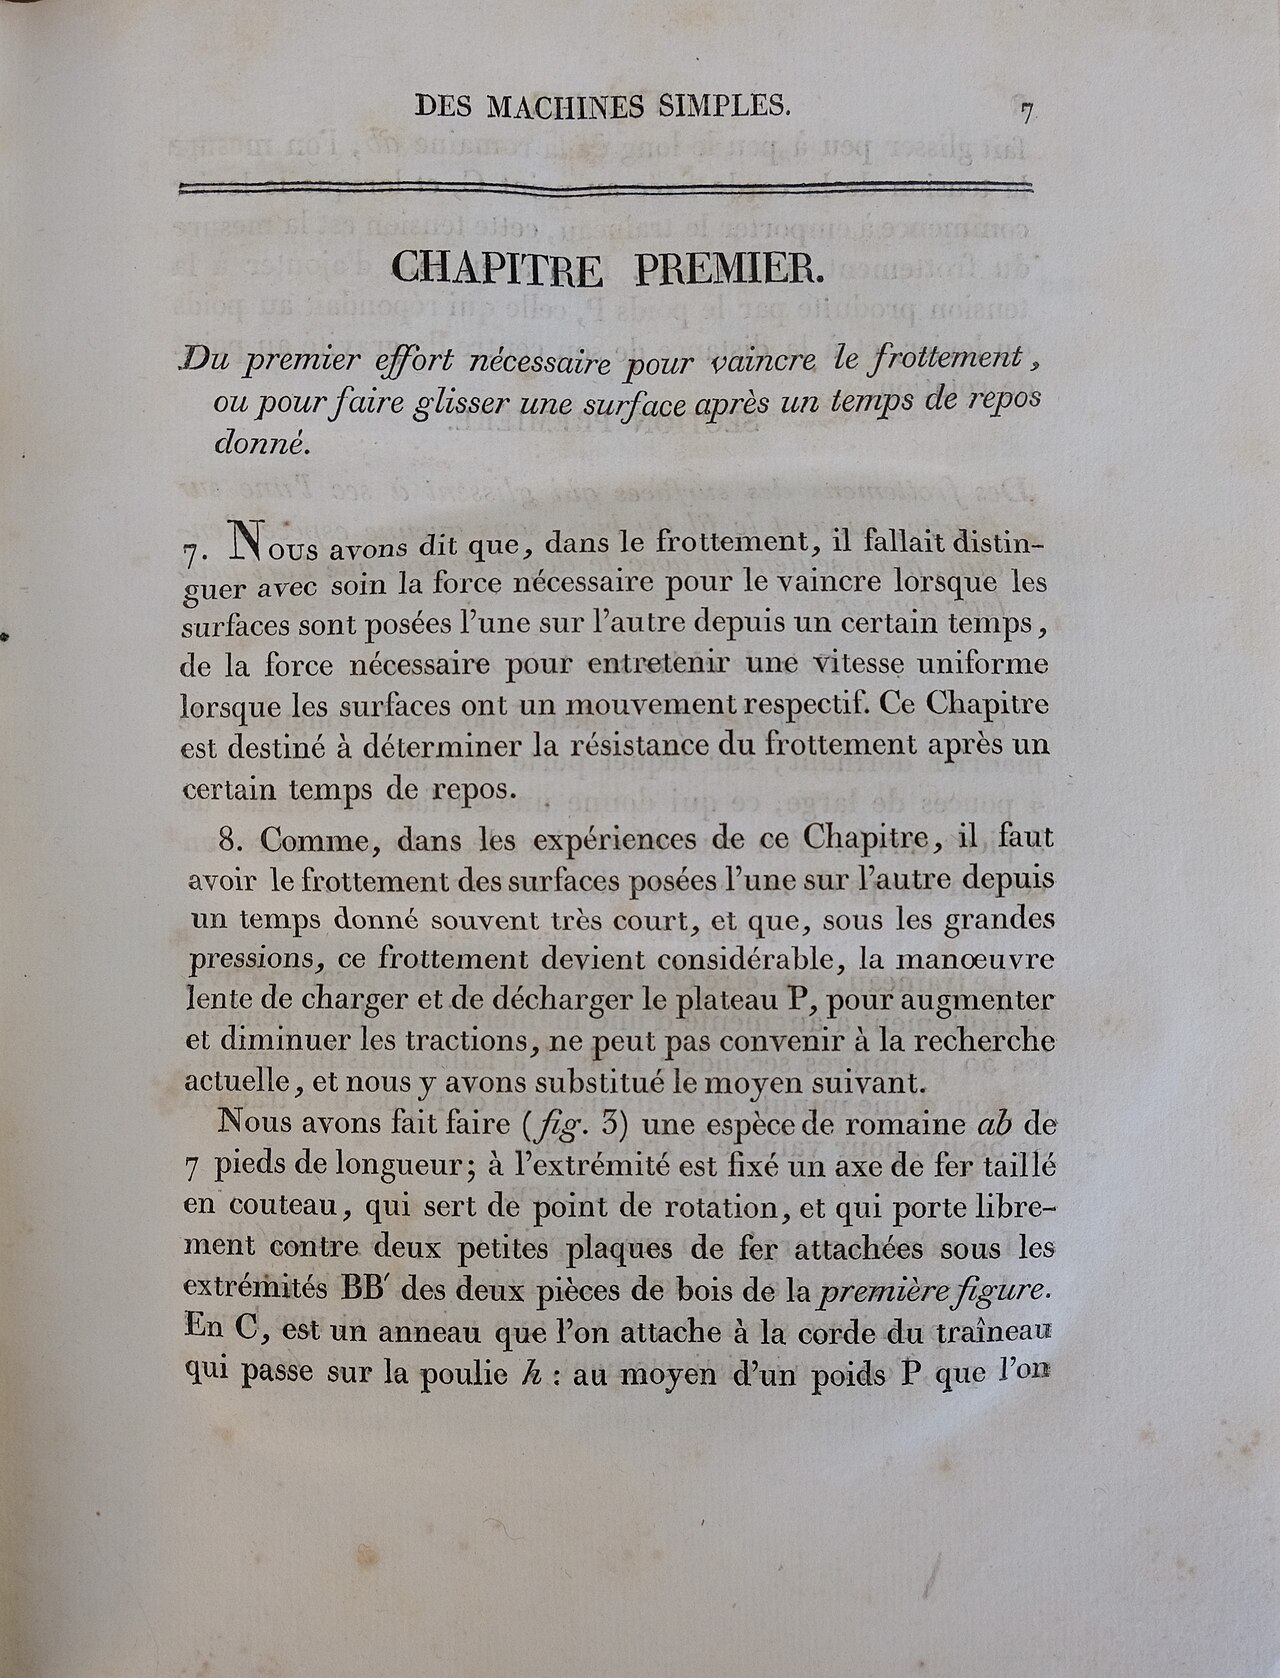 DES MACHINES SIMPLES. 7
CHAPITRE PREMIER.
Du premier effort nécessaire pour vaincre le frottement,
ou pour faire glisser une surface après un temps de repos
donné.
7. Nous avons dit que, dans le frottement, il fallait distin-
guer avec soin la force nécessaire pour le vaincre lorsque les
surfaces sont posées l'une sur l'autre depuis un certain temps,
de la force nécessaire pour entretenir une vitesse uniforme
lorsque les surfaces ont un mouvement respectif. Ce Chapitre
est destiné à déterminer la résistance du frottement après un
certain temps de repos.
8. Comme, dans les expériences de ce Chapitre, il faut
avoir le frottement des surfaces posées l'une sur l'autre depuis
un temps donné souvent très court, et que, sous les grandes
pressions, ce frottement devient considérable, la manœuvre
lente de charger et de décharger le plateau P, pour augmenter
et diminuer les tractions, ne peut pas convenir à la recherche
actuelle, et nous y avons substitué le moyen suivant.
Nous avons fait faire (fig. 3) une espèce de romaine ab de
7 pieds de longueur; à l'extrémité est fixé un axe de fer taillé
en couteau, qui sert de point de rotation, et qui porte libre-
ment contre deux petites plaques de fer attachées sous les
extrémités BB′ des deux pièces de bois de la première figure.
En C, est un anneau que l'on attache à la corde du traîneau
qui passe sur la poulie h : au moyen d'un poids P que l'on